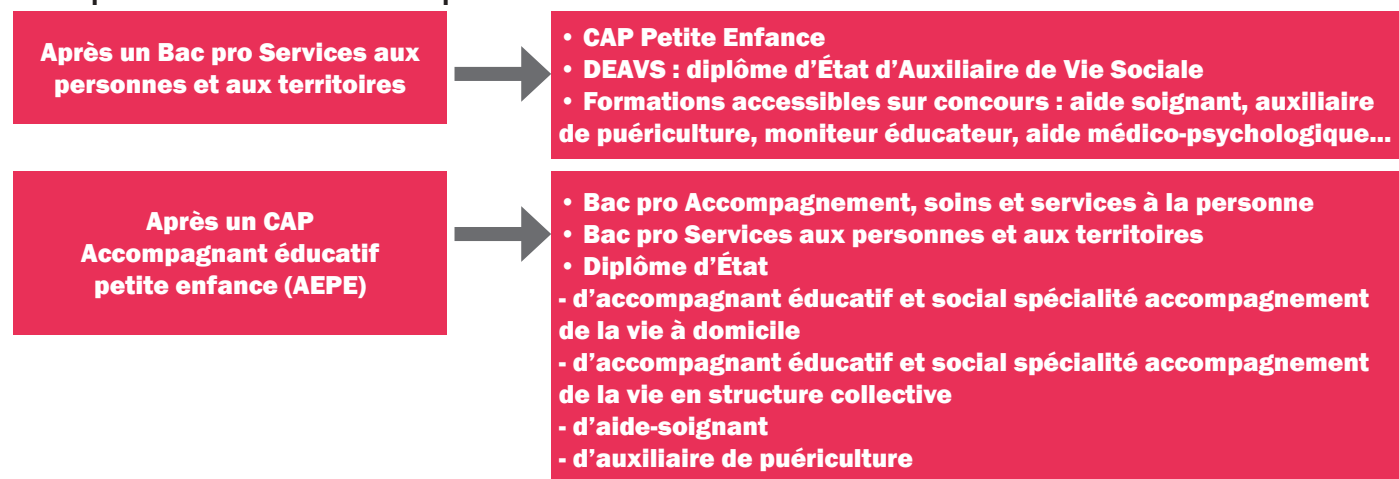 Après un Bac pro Services aux
personnes et aux territoires
• CAP Petite Enfance
• DEAVS : diplôme d’État d’Auxiliaire de Vie Sociale
• Formations accessibles sur concours : aide soignant, auxiliaire
de puériculture, moniteur éducateur, aide médico-psychologique...
Après un CAP
Accompagnant éducatif
petite enfance (AEPE)
• Bac pro Accompagnement, soins et services à la personne
• Bac pro Services aux personnes et aux territoires
• Diplôme d’État
- d’accompagnant éducatif et social spécialité accompagnement
de la vie à domicile
- d’accompagnant éducatif et social spécialité accompagnement
de la vie en structure collective
- d’aide-soignant
- d’auxiliaire de puériculture